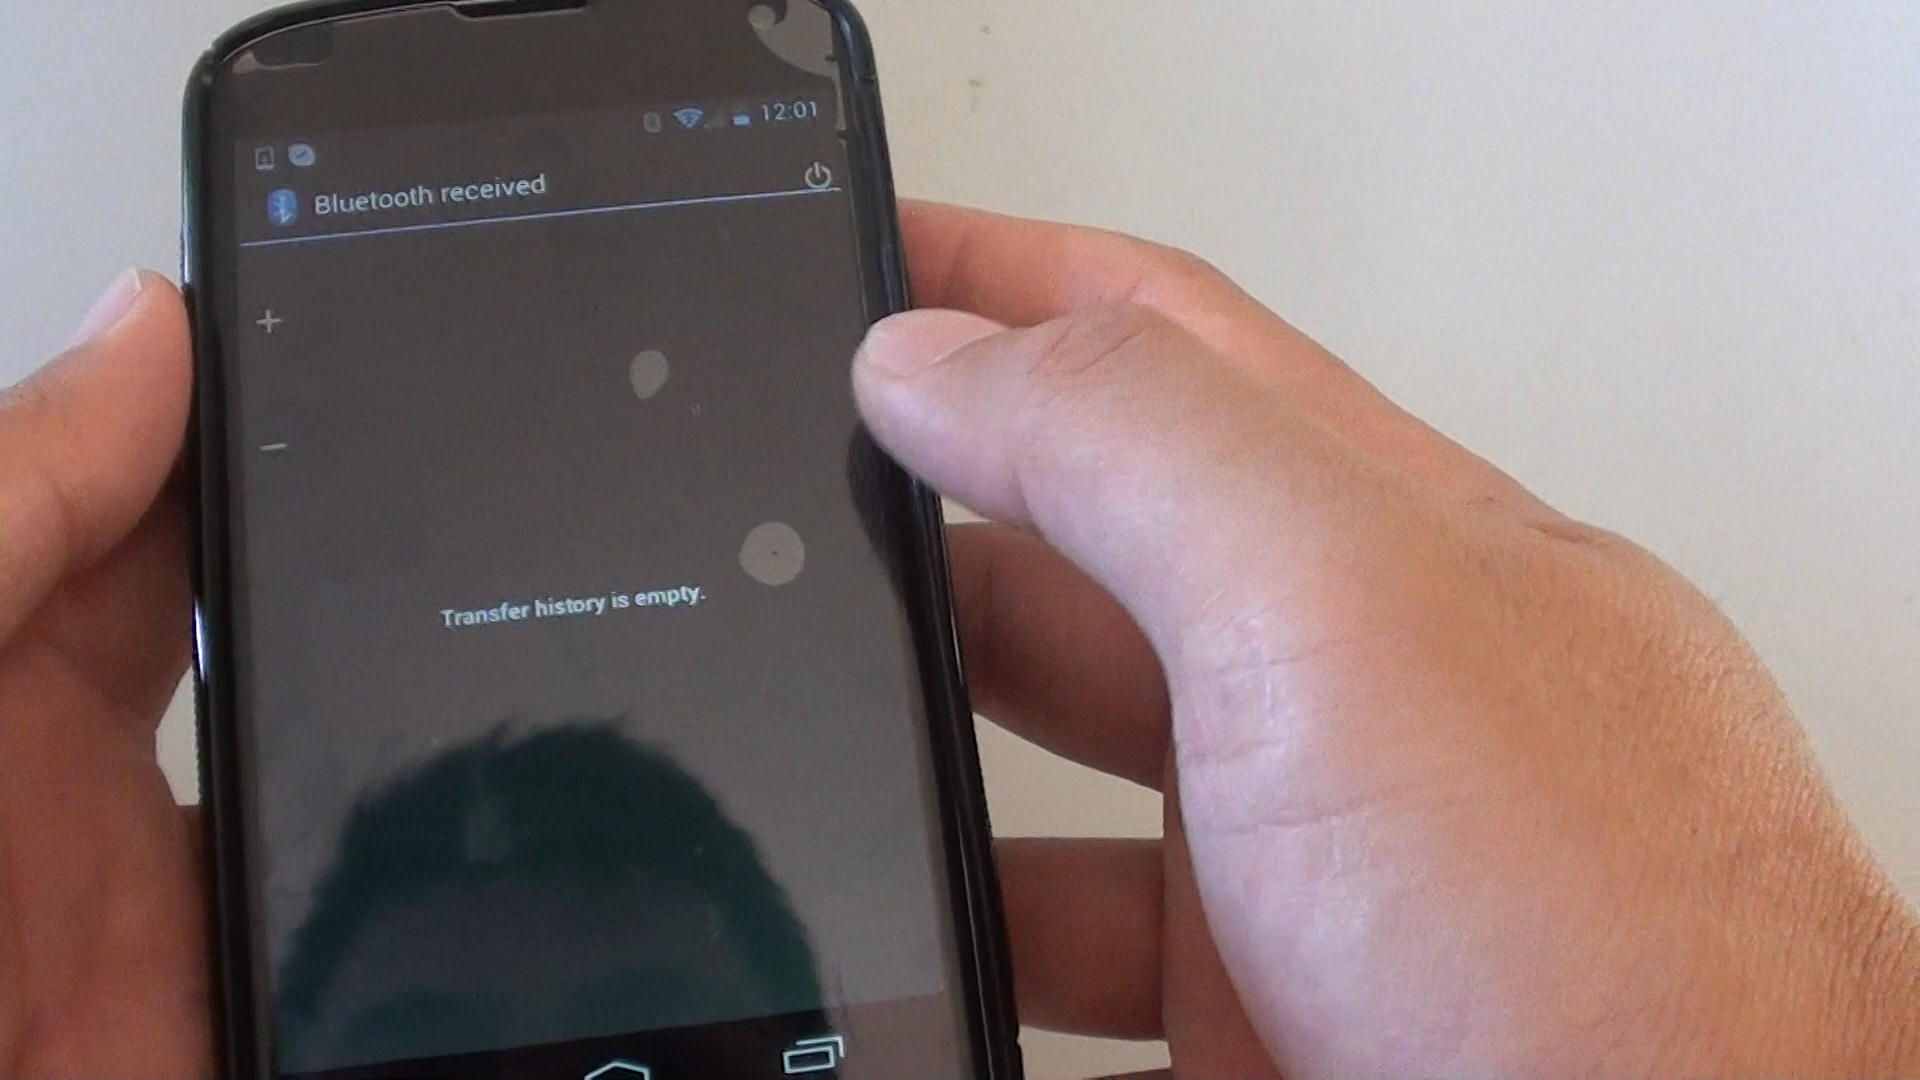 12:01
Bluetooth received
+
−
Transfer history is empty.